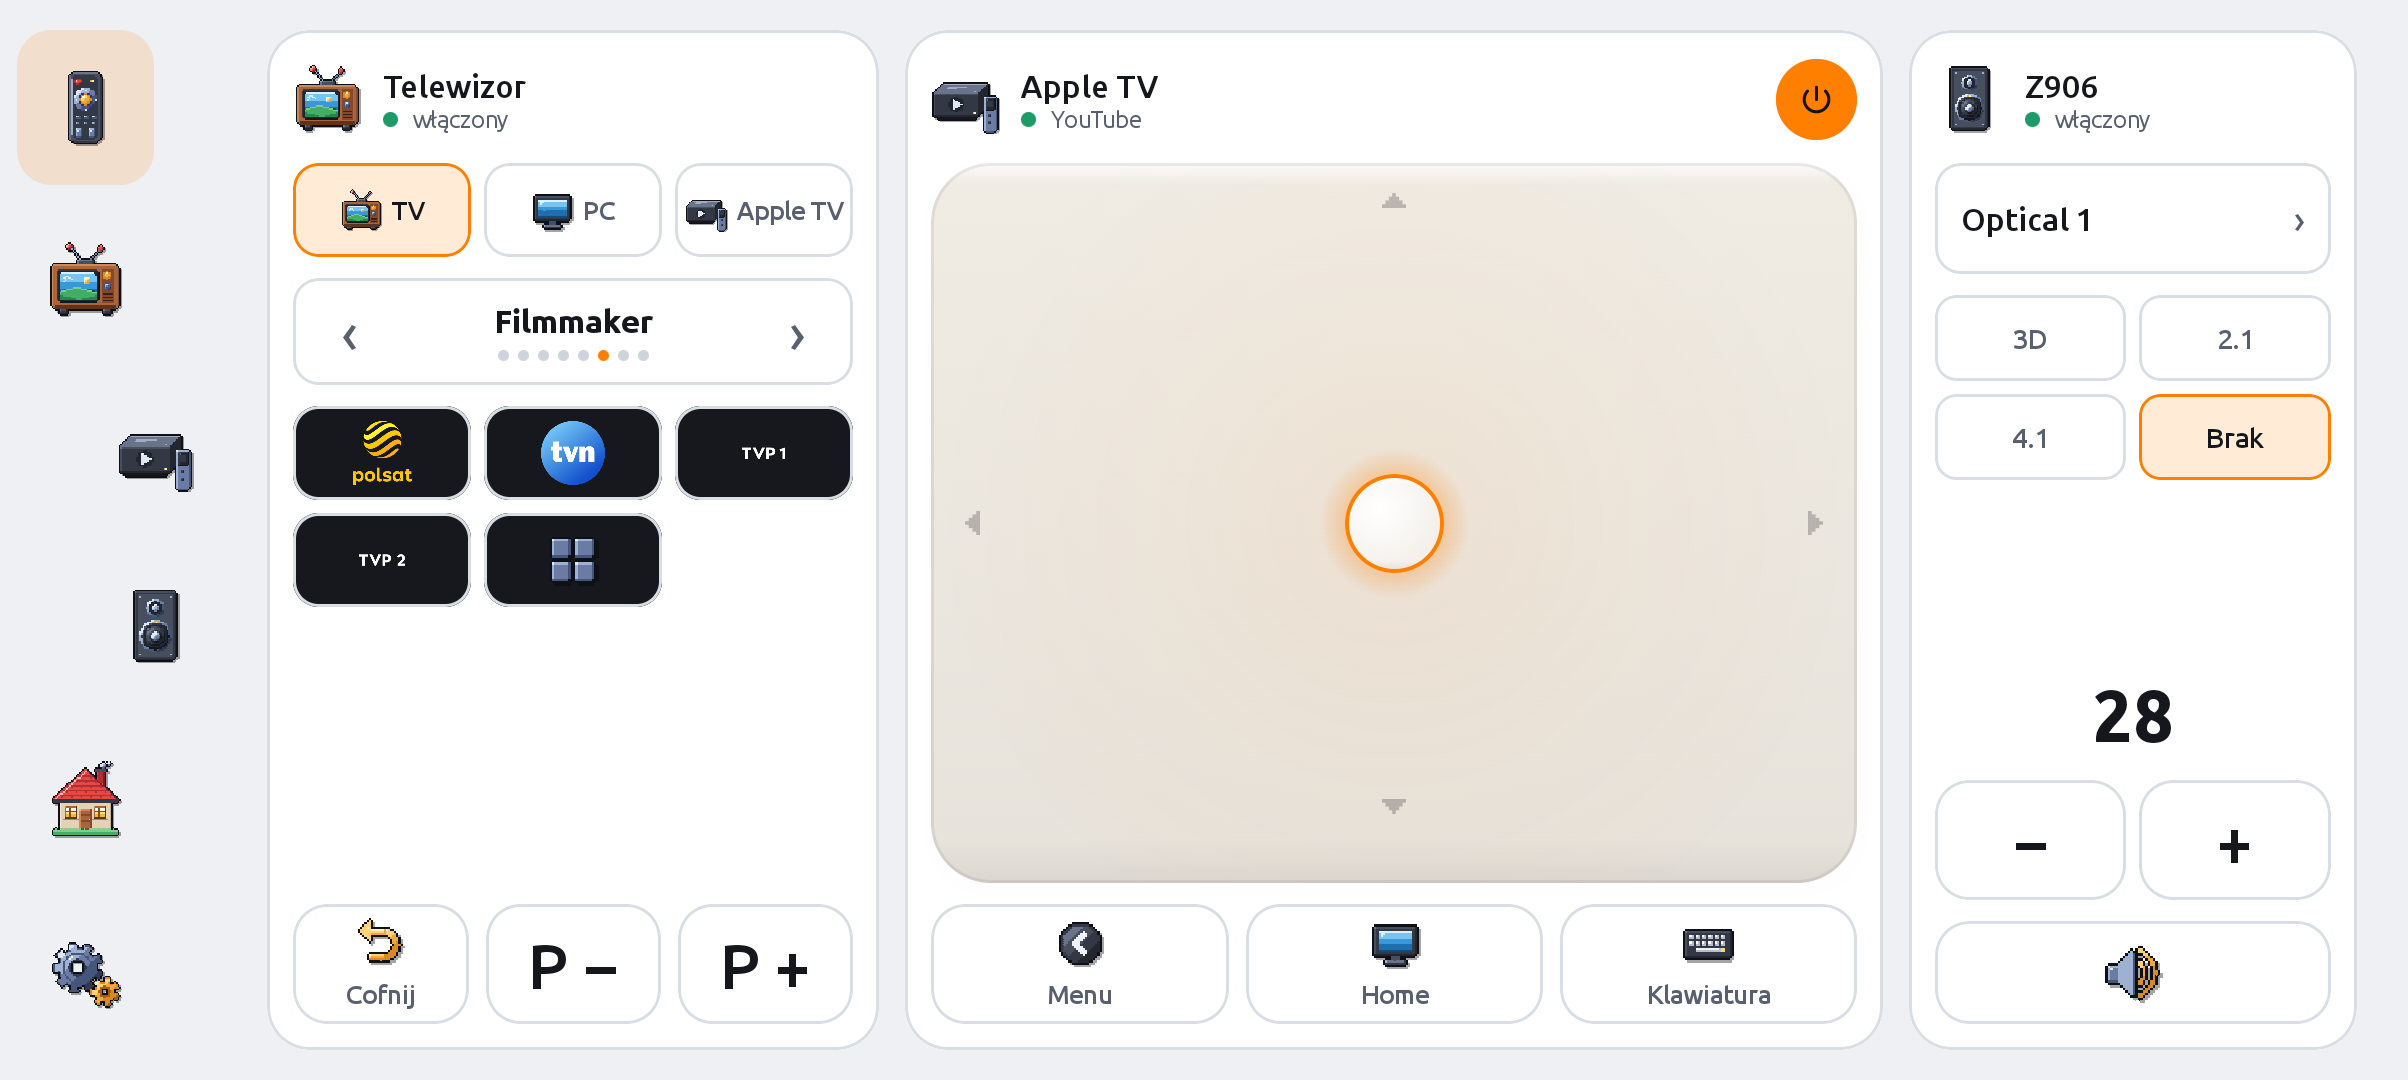 Telewizor
włączony
TV
PC
Apple TV
Filmmaker
polsat
tvn
TVP 1
TVP 2
Cofnij
P −
P +
Apple TV
YouTube
Menu
Home
Klawiatura
Z906
włączony
Optical 1
3D
2.1
4.1
Brak
28
−
+